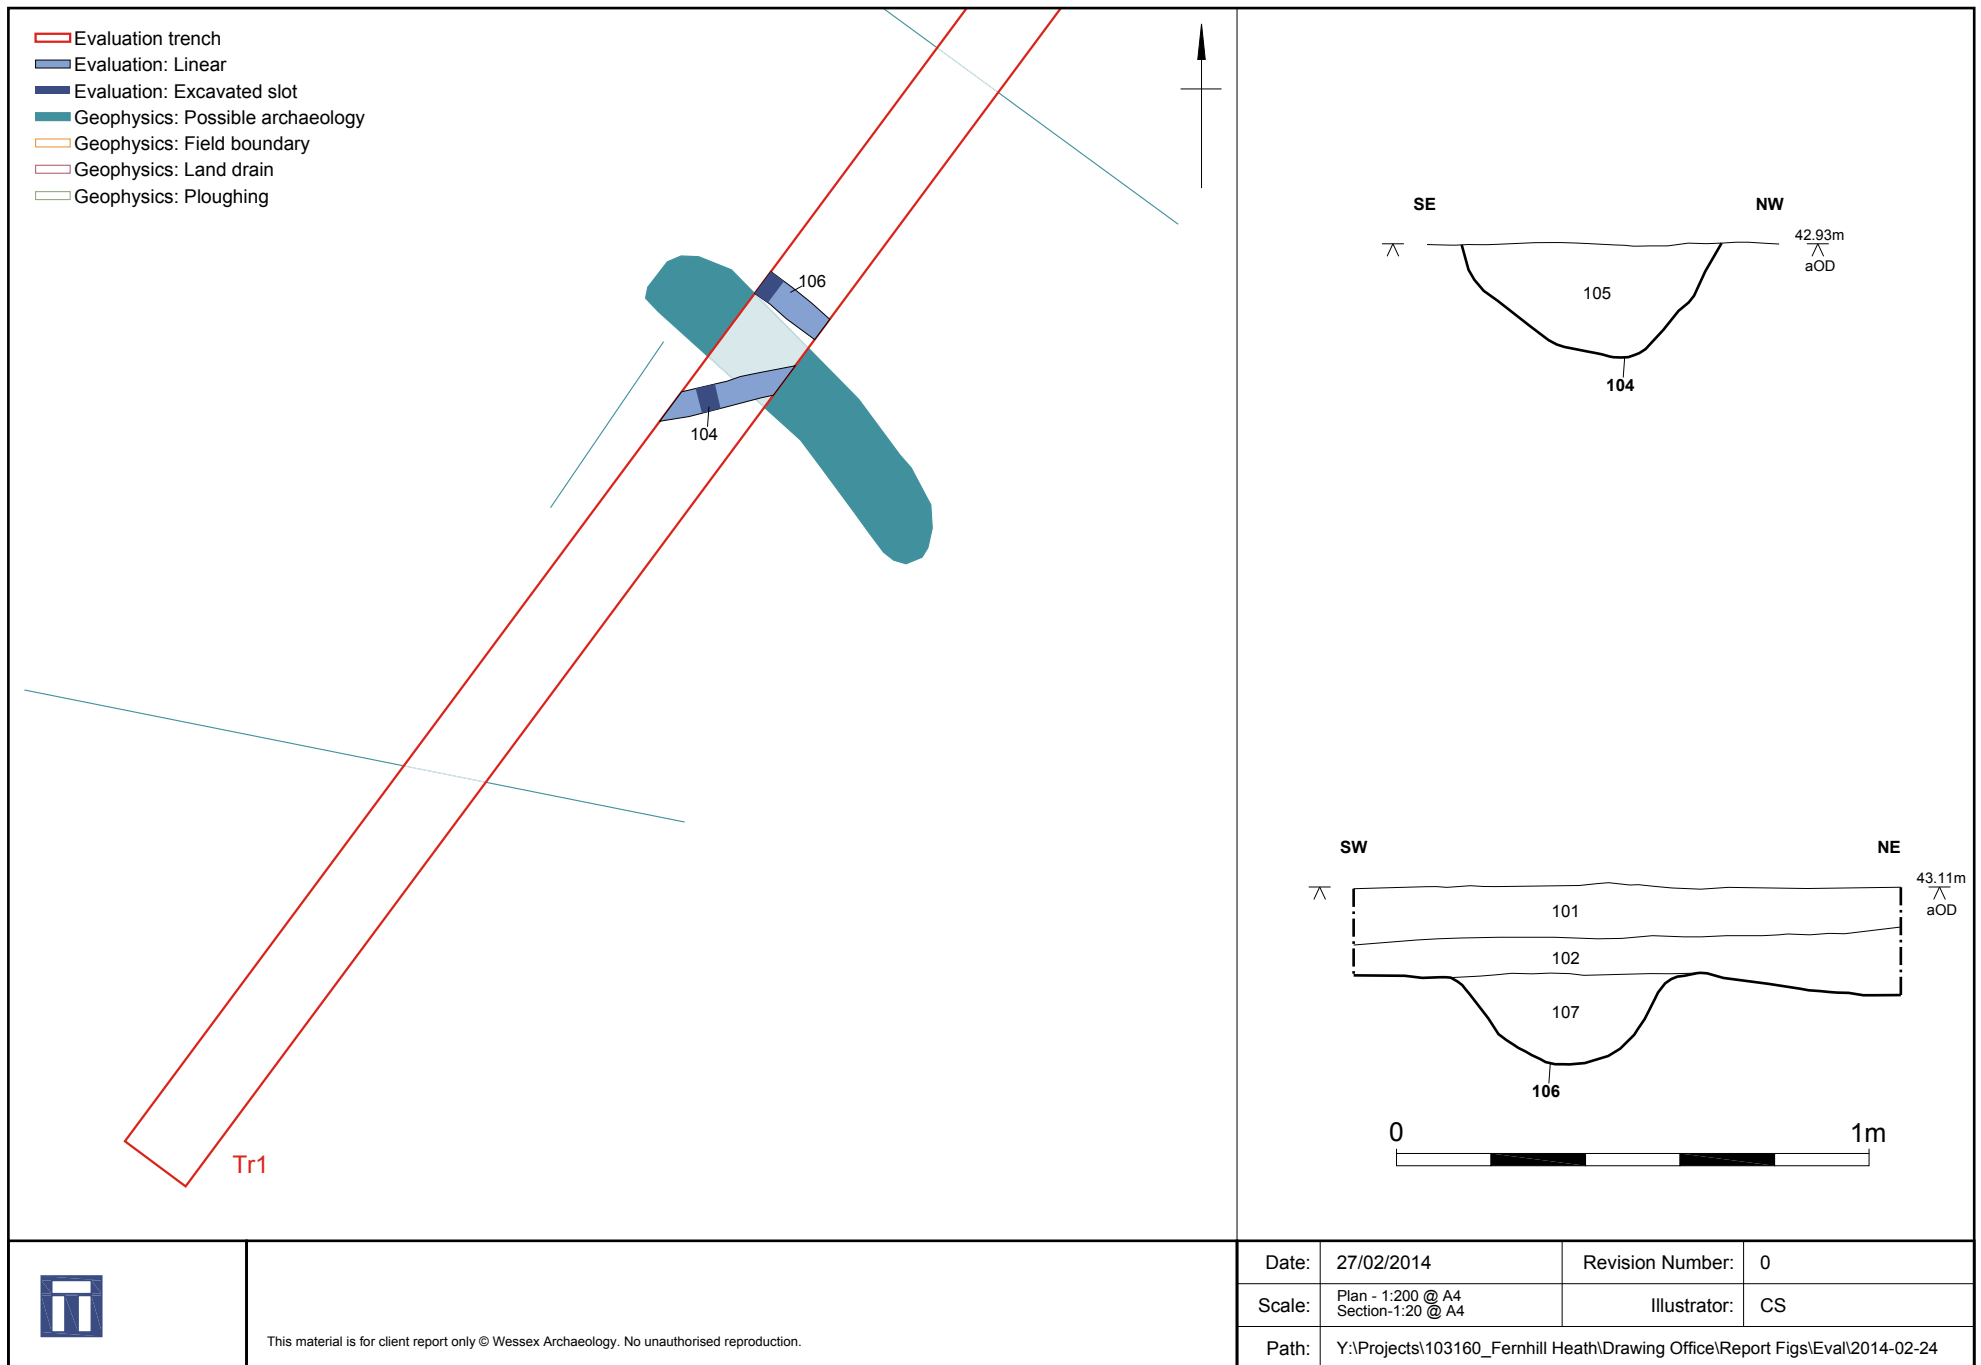 Evaluation trench
Evaluation: Linear
Evaluation: Excavated slot
Geophysics: Possible archaeology
Geophysics: Field boundary
Geophysics: Land drain
Geophysics: Ploughing
106
104
Tr1
SE
NW
42.93m
aOD
105
104
SW
NE
43.11m
aOD
101
102
107
106
0
1m
This material is for client report only © Wessex Archaeology. No unauthorised reproduction.
Date:
27/02/2014
Revision Number:
0
Scale:
Plan - 1:200 @ A4
Section-1:20 @ A4
Illustrator:
CS
Path:
Y:\Projects\103160_Fernhill Heath\Drawing Office\Report Figs\Eval\2014-02-24